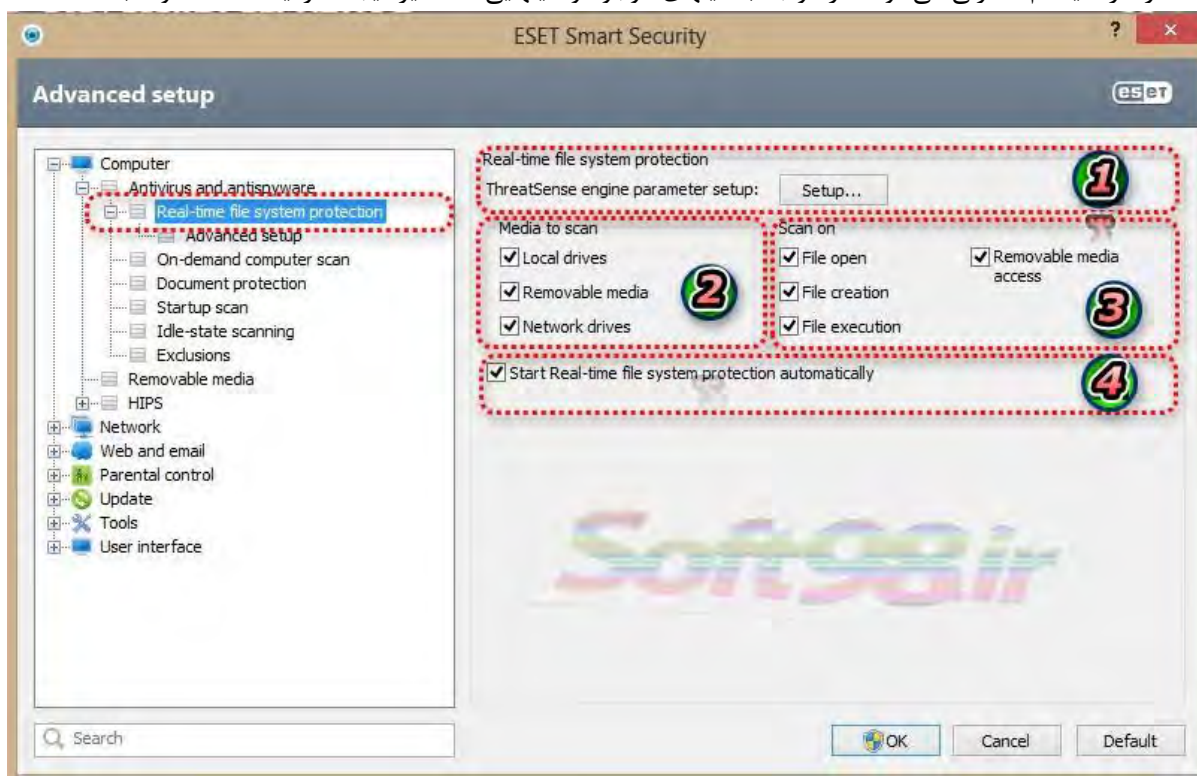 ESET Smart Security
?
Advanced setup
eset
Computer
Antivirus and antispyware
Real-time file system protection
Advanced setup
On-demand computer scan
Document protection
Startup scan
Idle-state scanning
Exclusions
Removable media
HIPS
Network
Web and email
Parental control
Update
Tools
User interface
Search
Real-time file system protection
ThreatSense engine parameter setup:
Setup...
1
Media to scan
Local drives
Removable media
Network drives
2
Scan on
File open
File creation
File execution
Removable media
access
3
Start Real-time file system protection automatically
4
Soft98.ir
OK
Cancel
Default